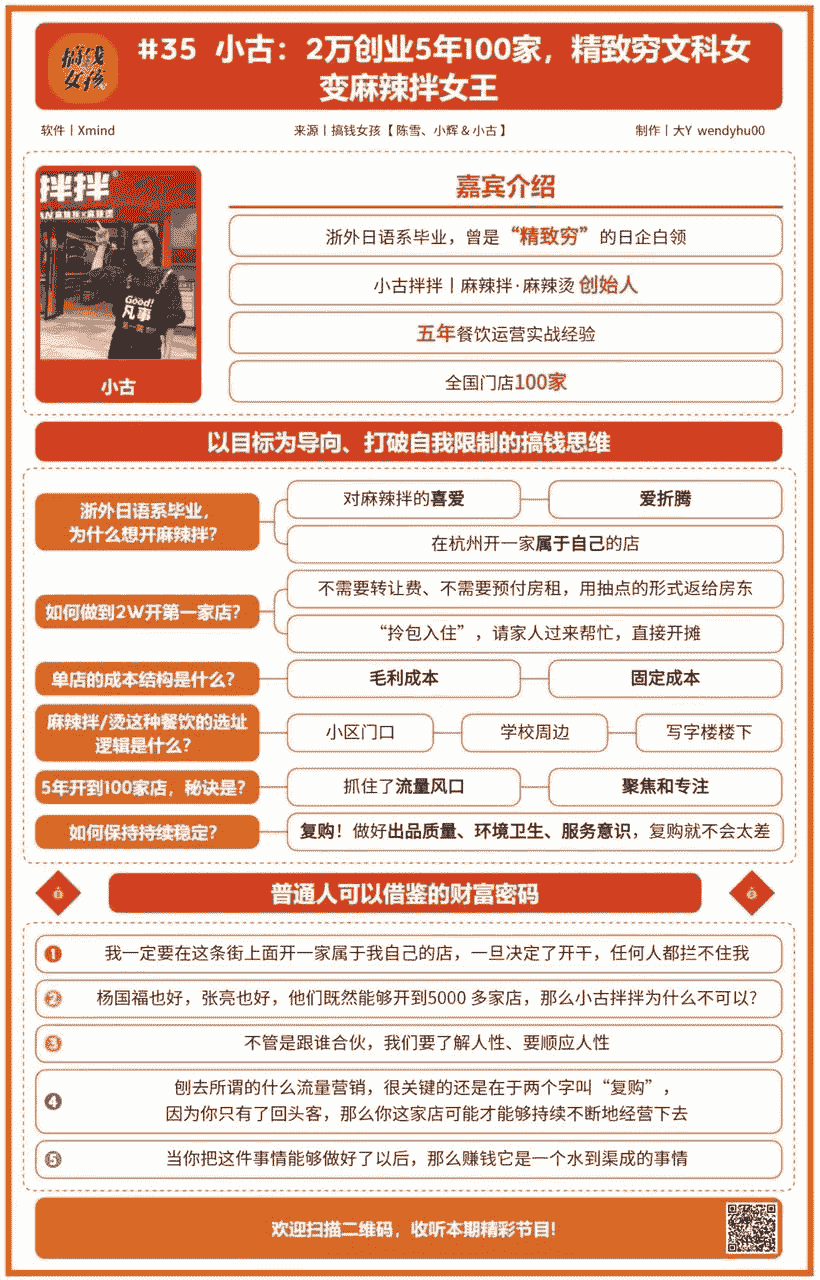 搞钱
女孩
#35 小古：2万创业5年100家，精致穷文科女
变麻辣拌女王
软件丨Xmind
来源丨搞钱女孩【 陈雪、小辉 & 小古 】
制作丨大Y wendyhu00
拌拌®
Good!
凡事
小古
嘉宾介绍
浙外日语系毕业，曾是“精致穷”的日企白领
小古拌拌丨麻辣拌·麻辣烫 创始人
五年餐饮运营实战经验
全国门店100家
以目标为导向、打破自我限制的搞钱思维
浙外日语系毕业，
为什么想开麻辣拌？
对麻辣拌的喜爱
爱折腾
在杭州开一家属于自己的店
如何做到2W开第一家店？
不需要转让费、不需要预付房租，用抽点的形式返给房东
“拎包入住”，请家人过来帮忙，直接开摊
单店的成本结构是什么？
毛利成本
固定成本
麻辣拌/烫这种餐饮的选址
逻辑是什么？
小区门口
学校周边
写字楼楼下
5年开到100家店，秘诀是？
抓住了流量风口
聚焦和专注
如何保持持续稳定？
复购！做好出品质量、环境卫生、服务意识，复购就不会太差
普通人可以借鉴的财富密码
1 我一定要在这条街上面开一家属于我自己的店，一旦决定了开干，任何人都拦不住我
2 杨国福也好，张亮也好，他们既然能够开到5000 多家店，那么小古拌拌为什么不可以？
3 不管是跟谁合伙，我们要了解人性、要顺应人性
4 刨去所谓的什么流量营销，很关键的还是在于两个字叫“复购”，
因为你只有了回头客，那么你这家店可能才能够持续不断地经营下去
5 当你把这件事情能够做好了以后，那么赚钱它是一个水到渠成的事情
欢迎扫描二维码，收听本期精彩节目！